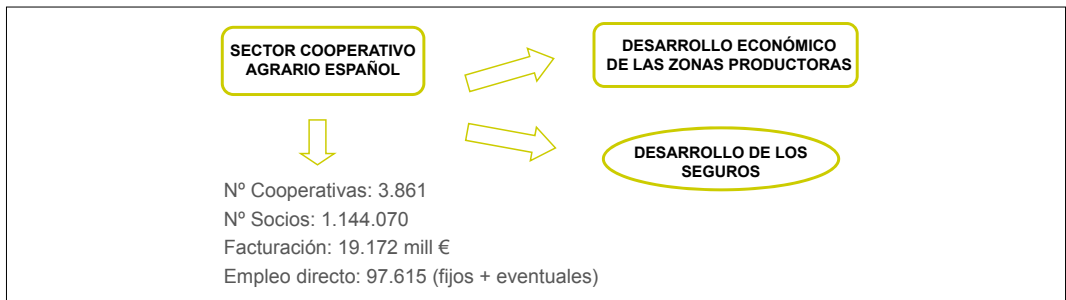 SECTOR COOPERATIVO
AGRARIO ESPAÑOL
DESARROLLO ECONÓMICO
DE LAS ZONAS PRODUCTORAS
DESARROLLO DE LOS
SEGUROS
Nº Cooperativas: 3.861
Nº Socios: 1.144.070
Facturación: 19.172 mill €
Empleo directo: 97.615 (fijos + eventuales)